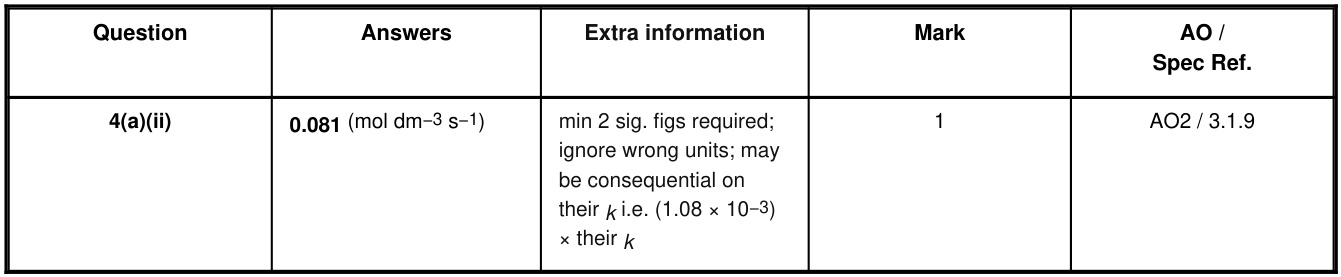 Question Answers Extra information Mark AO /
Spec Ref.
4(a)(ii) 0.081 (mol dm−3 s−1) min 2 sig. figs required; 1 AO2 / 3.1.9
ignore wrong units; may
be consequential on
their k i.e. (1.08 × 10−3)
× their k